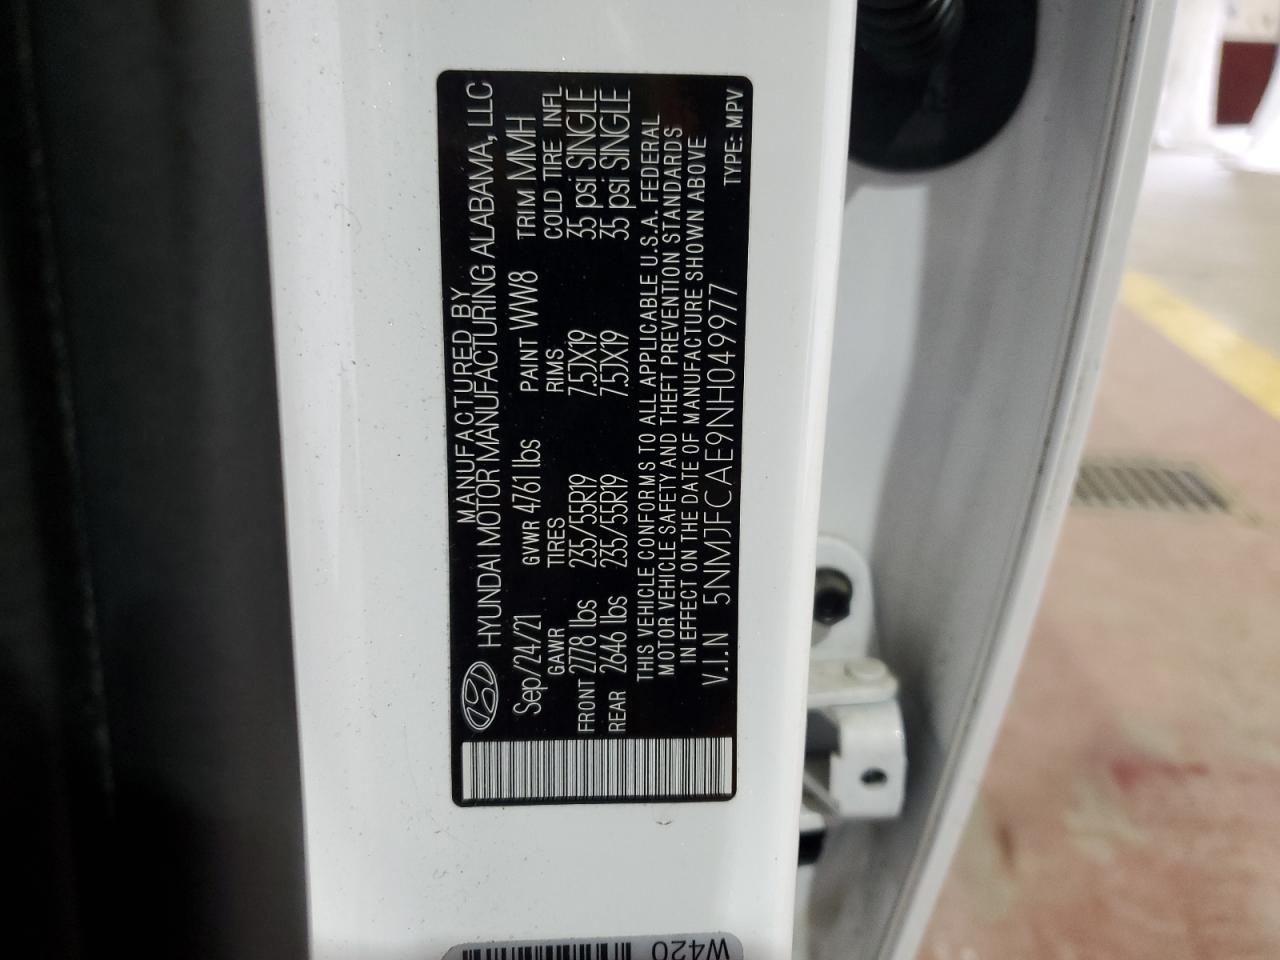 MANUFACTURED BY
HYUNDAI MOTOR MANUFACTURING ALABAMA, LLC
Sep/24/21 GVWR 4761 lbs PAINT WW8 TRIM MMH
GAWR TIRES RIMS COLD TIRE INFL
FRONT 2778 lbs 235/55R19 7.5JX19 35 psi SINGLE
REAR 2646 lbs 235/55R19 7.5JX19 35 psi SINGLE
THIS VEHICLE CONFORMS TO ALL APPLICABLE U.S.A. FEDERAL
MOTOR VEHICLE SAFETY AND THEFT PREVENTION STANDARDS
IN EFFECT ON THE DATE OF MANUFACTURE SHOWN ABOVE
V.I.N 5NMJFCAE9NH049977 TYPE: MPV
W420